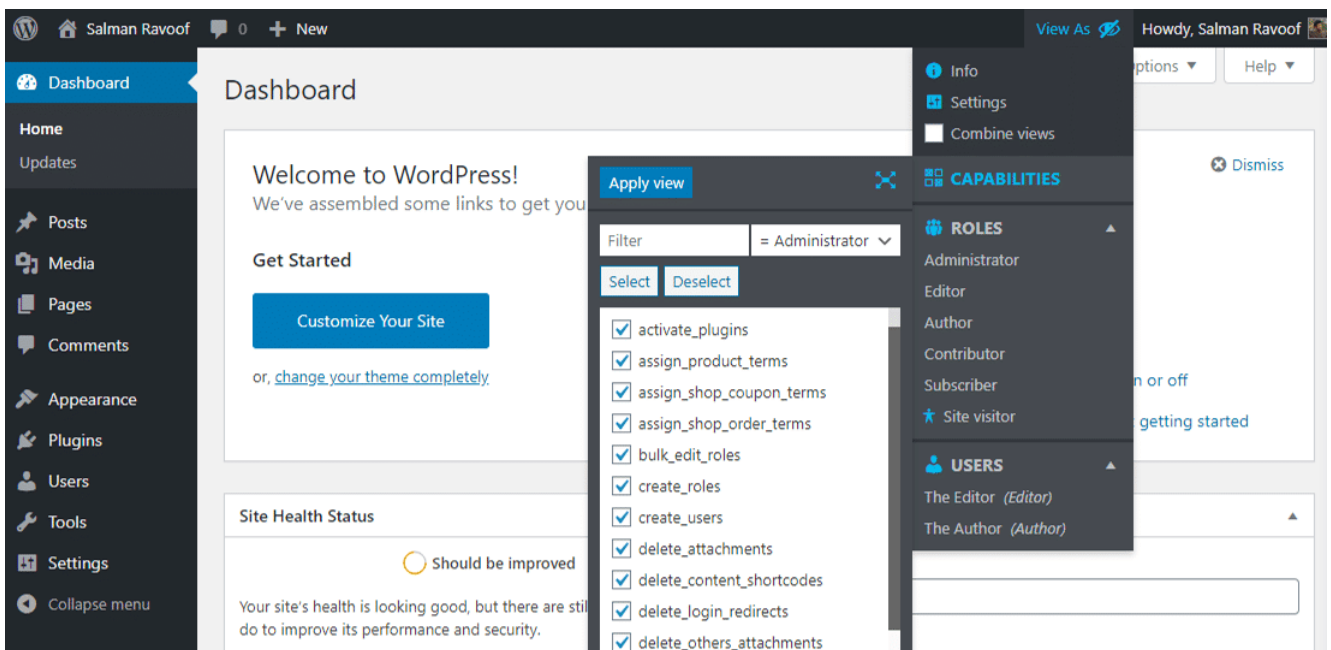 Salman Ravoof 0 New View As Howdy, Salman Ravoof
Dashboard
Home
Updates
Posts
Media
Pages
Comments
Appearance
Plugins
Users
Tools
Settings
Collapse menu
Dashboard
ptions ▼ Help ▼
Welcome to WordPress!
We've assembled some links to get you
Dismiss
Get Started
Customize Your Site
or, change your theme completely
n or off
getting started
Site Health Status
Should be improved
Your site's health is looking good, but there are stil
do to improve its performance and security.
Apply view
Filter = Administrator
Select Deselect
activate_plugins
assign_product_terms
assign_shop_coupon_terms
assign_shop_order_terms
bulk_edit_roles
create_roles
create_users
delete_attachments
delete_content_shortcodes
delete_login_redirects
delete_others_attachments
Info
Settings
Combine views
CAPABILITIES
ROLES
Administrator
Editor
Author
Contributor
Subscriber
Site visitor
USERS
The Editor (Editor)
The Author (Author)